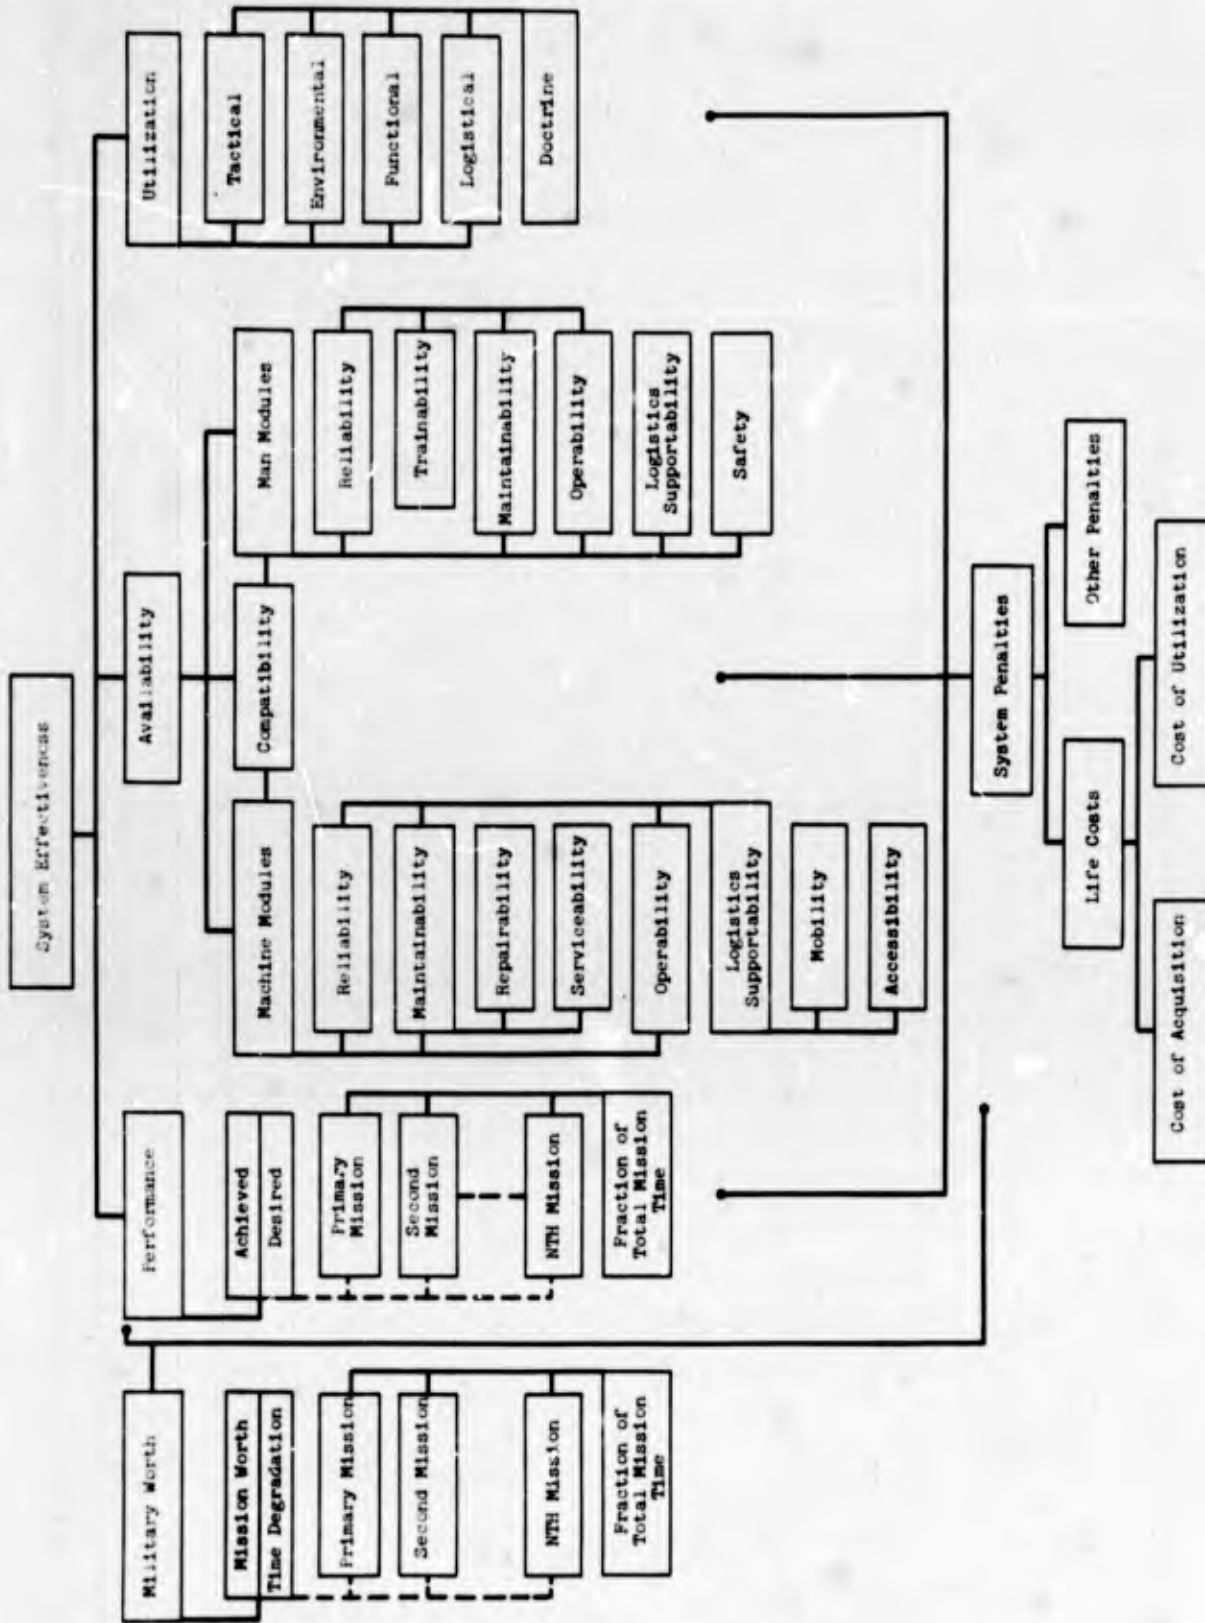 System Effectiveness
Military Worth
Performance
Availability
Utilization
Mission Worth
Time Degradation
Primary Mission
Second Mission
NTH Mission
Fraction of
Total Mission
Time
Achieved
Desired
Primary
Mission
Second
Mission
NTH Mission
Fraction of
Total Mission
Time
Machine Modules
Compatibility
Man Modules
Reliability
Maintainability
Repairability
Serviceability
Operability
Logistics
Supportability
Mobility
Accessibility
Reliability
Trainability
Maintainability
Operability
Logistics
Supportability
Safety
Tactical
Environmental
Functional
Logistical
Doctrine
System Penalties
Life Costs
Other Penalties
Cost of Acquisition
Cost of Utilization